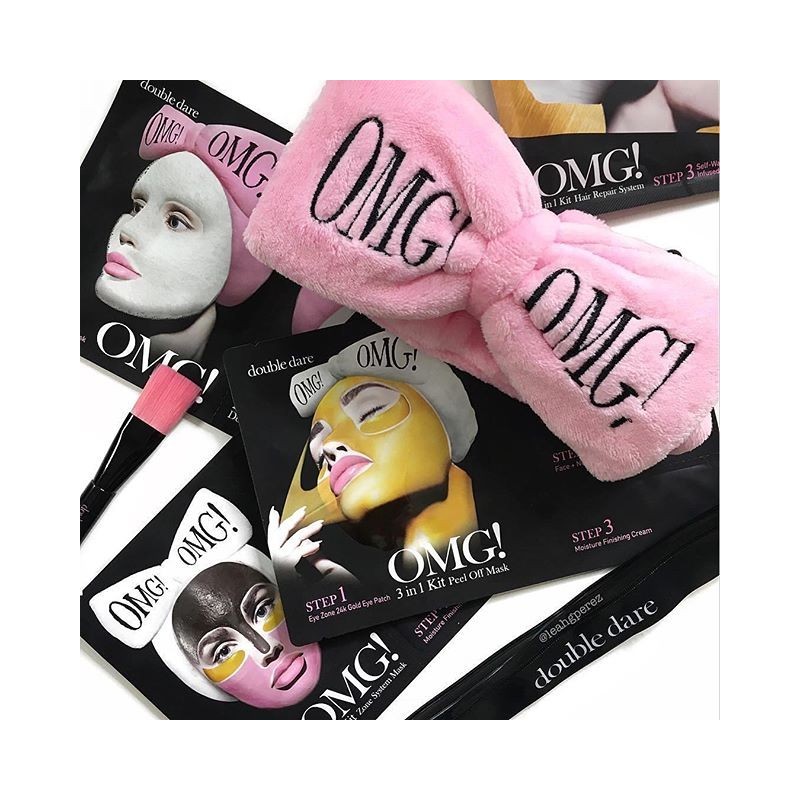 double dare
OMG!
OMG!
OMG!
OMG!
OMG!
OMG!
in 1 Kit Hair Repair System
STEP 3
double dare
OMG!
OMG!
OMG!
3 in 1 Kit Peel Off Mask
STEP 1
Eye Zone 24k Gold Eye Patch
Face +
STEP 3
Moisture Finishing Cream
OMG!
OMG!
OMG!
Zone System Mask
@leahgperez
double dare